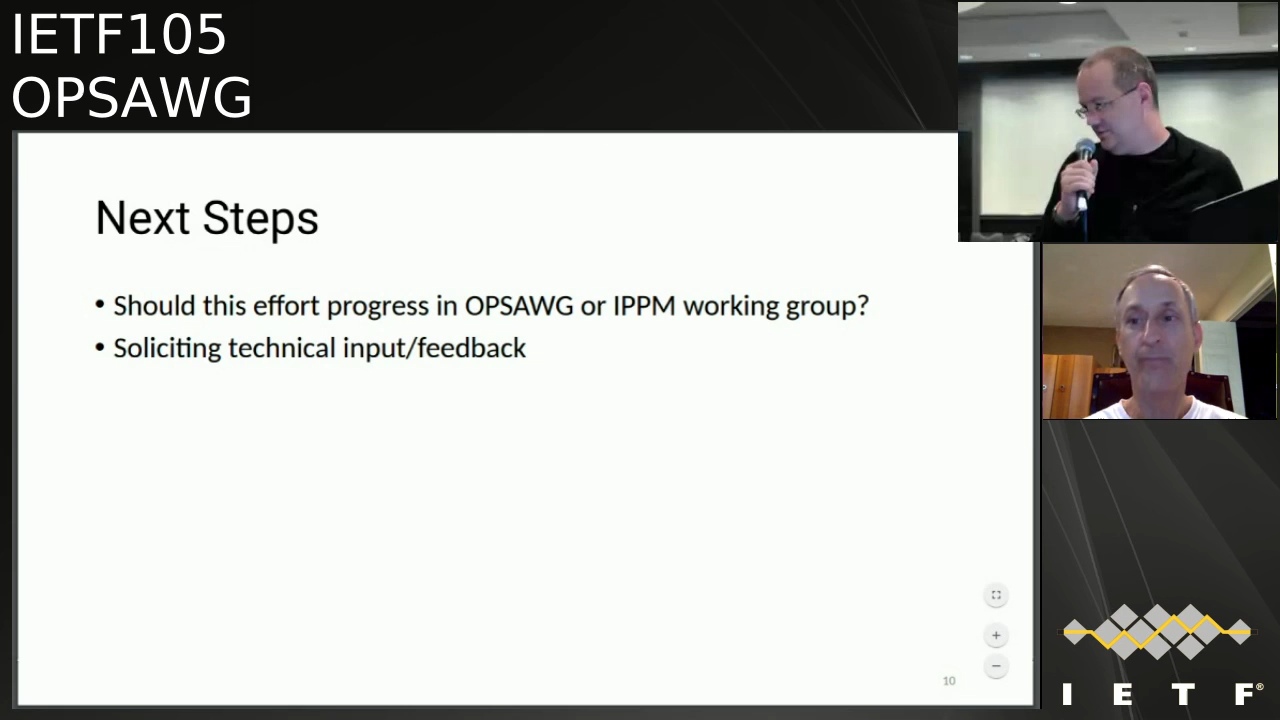 IETF105
OPSAWG
Next Steps
• Should this effort progress in OPSAWG or IPPM working group?
• Soliciting technical input/feedback
10
I E T F®